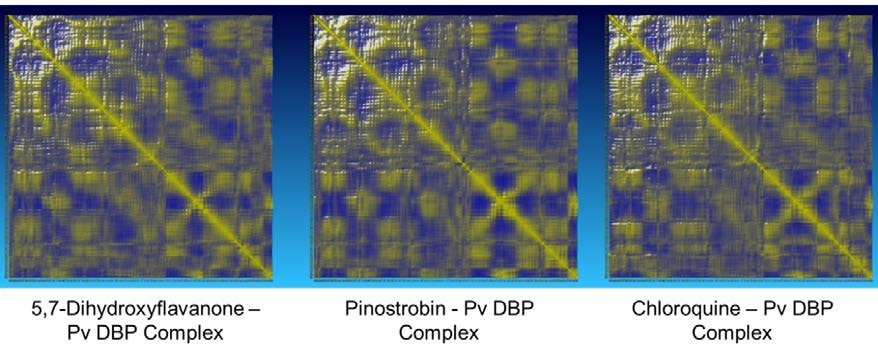 5,7-Dihydroxyflavanone –
Pv DBP Complex
Pinostrobin - Pv DBP
Complex
Chloroquine – Pv DBP
Complex